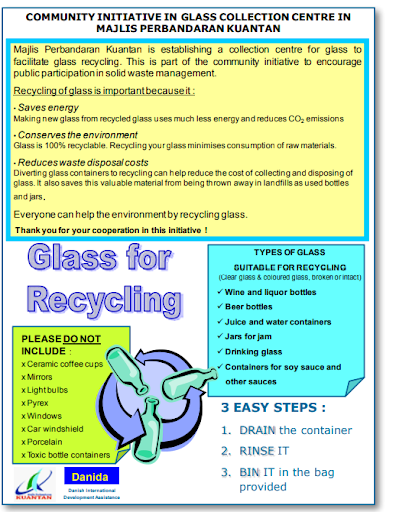 COMMUNITY INITIATIVE IN GLASS COLLECTION CENTRE IN
MAJLIS PERBANDARAN KUANTAN
Majlis Perbandaran Kuantan is establishing a collection centre for glass to
facilitate glass recycling. This is part of the community initiative to encourage
public participation in solid waste management.
Recycling of glass is important because it :
• Saves energy
Making new glass from recycled glass uses much less energy and reduces CO₂ emissions
• Conserves the environment
Glass is 100% recyclable. Recycling your glass minimises consumption of raw materials.
• Reduces waste disposal costs
Diverting glass containers to recycling can help reduce the cost of collecting and disposing of
glass. It also saves this valuable material from being thrown away in landfills as used bottles
and jars.
Everyone can help the environment by recycling glass.
Thank you for your cooperation in this initiative !
Glass for
Recycling
TYPES OF GLASS
SUITABLE FOR RECYCLING
(Clear glass & coloured glass, broken or intact)
✓ Wine and liquor bottles
✓ Beer bottles
✓ Juice and water containers
✓ Jars for jam
✓ Drinking glass
✓ Containers for soy sauce and
other sauces
PLEASE DO NOT
INCLUDE :
x Ceramic coffee cups
x Mirrors
x Light bulbs
x Pyrex
x Windows
x Car windshield
x Porcelain
x Toxic bottle containers
3 EASY STEPS :
1. DRAIN the container
2. RINSE IT
3. BIN IT in the bag
provided
KUANTAN
Danida
Danish International
Development Assistance